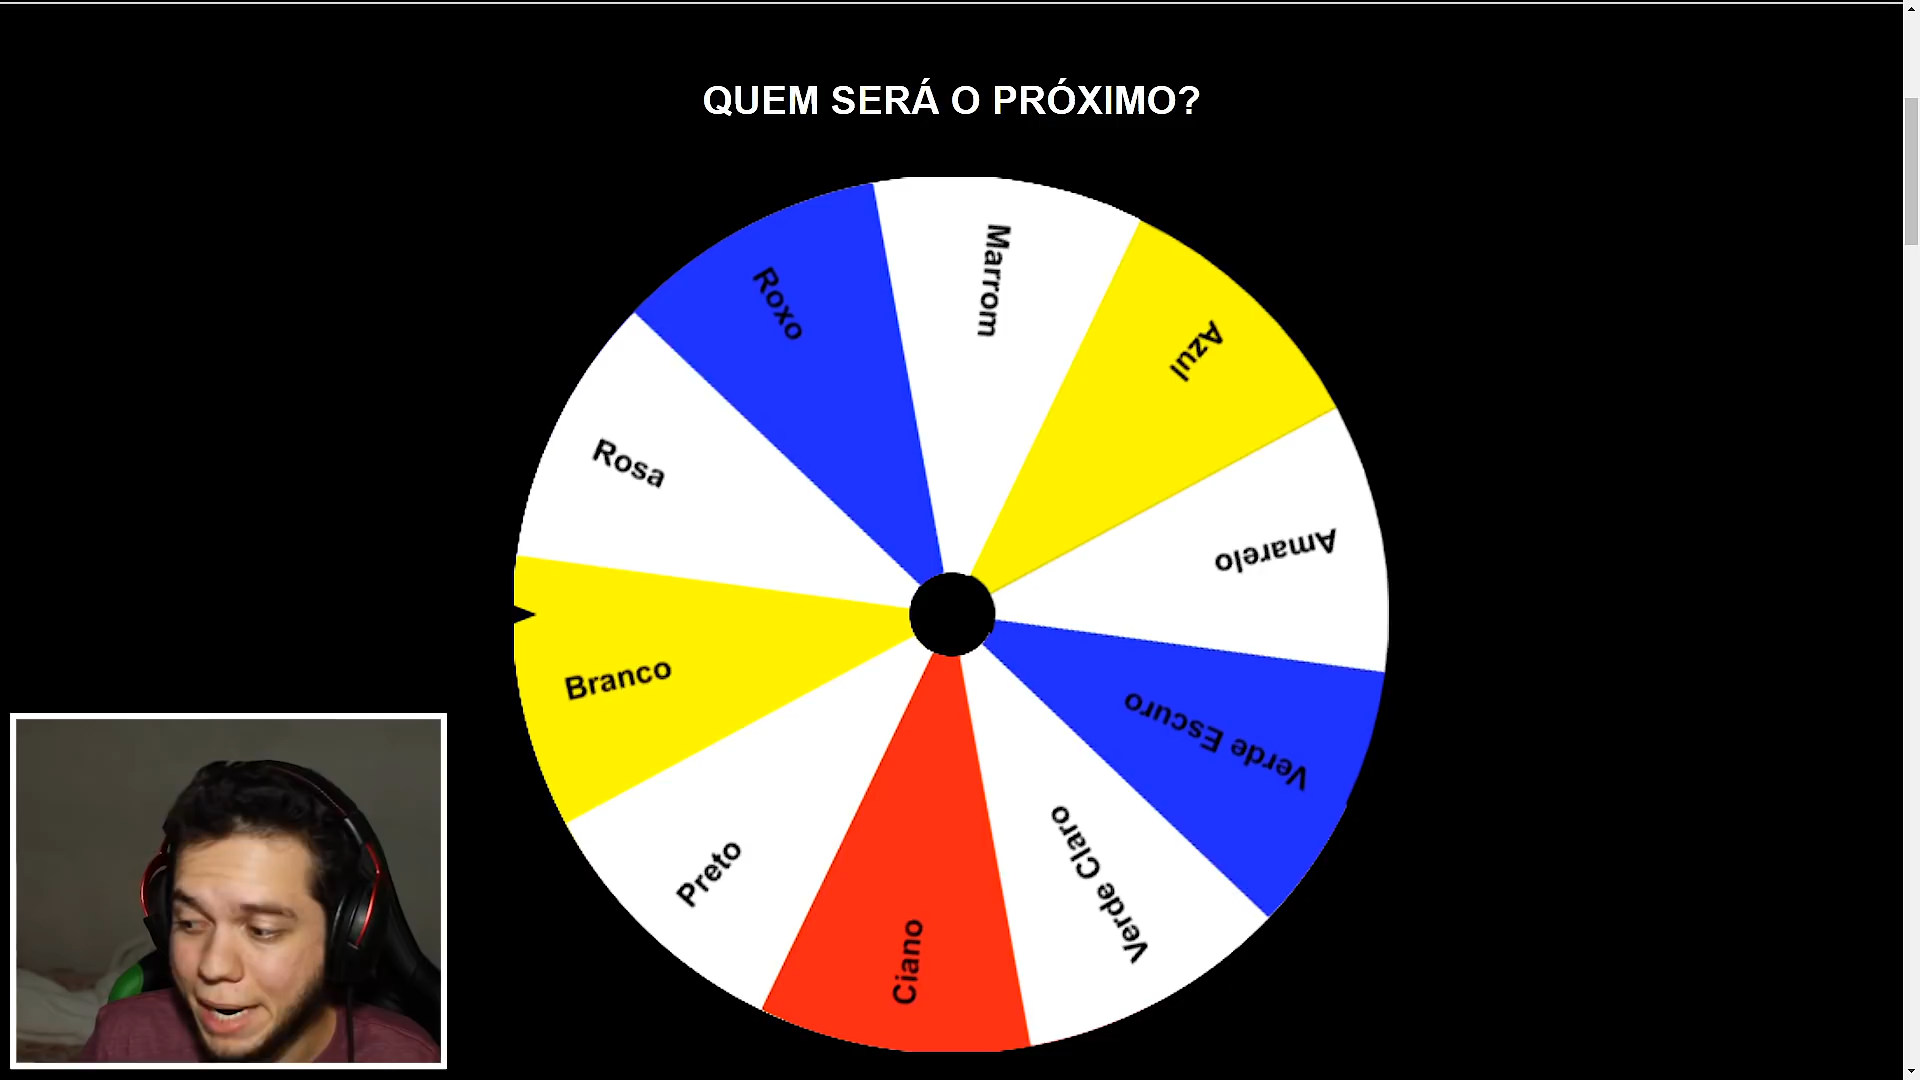 QUEM SERÁ O PRÓXIMO?
Marrom
Azul
Amarelo
Verde Escuro
Verde Claro
Ciano
Preto
Branco
Rosa
Roxo